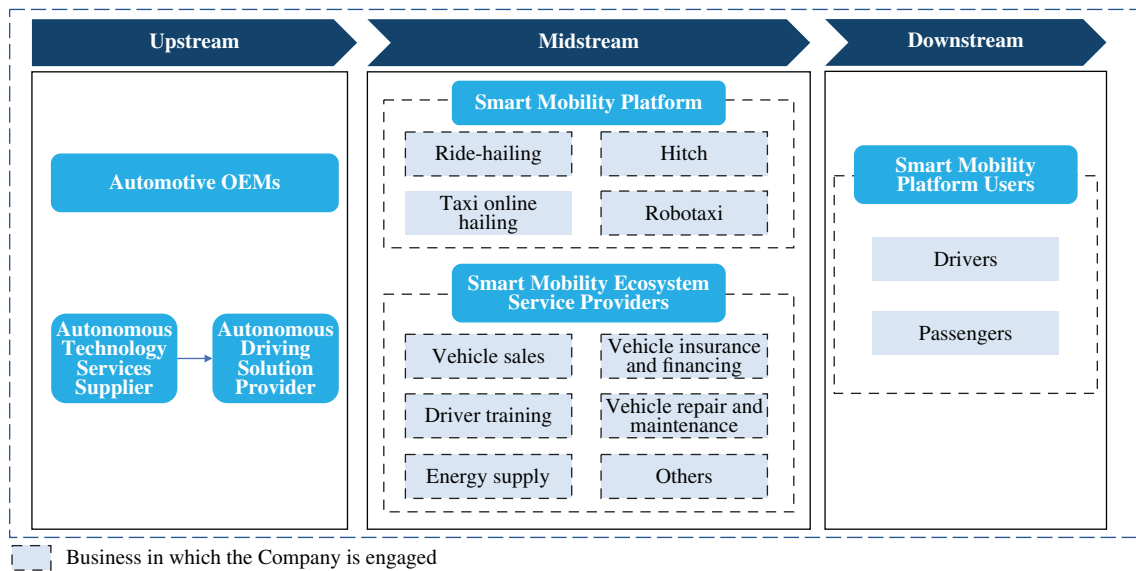 Upstream
Midstream
Downstream
Automotive OEMs
Autonomous
Technology
Services
Supplier
Autonomous
Driving
Solution
Provider
Smart Mobility Platform
Ride-hailing
Hitch
Taxi online
hailing
Robotaxi
Smart Mobility Ecosystem
Service Providers
Vehicle sales
Vehicle insurance
and financing
Driver training
Vehicle repair and
maintenance
Energy supply
Others
Smart Mobility
Platform Users
Drivers
Passengers
Business in which the Company is engaged